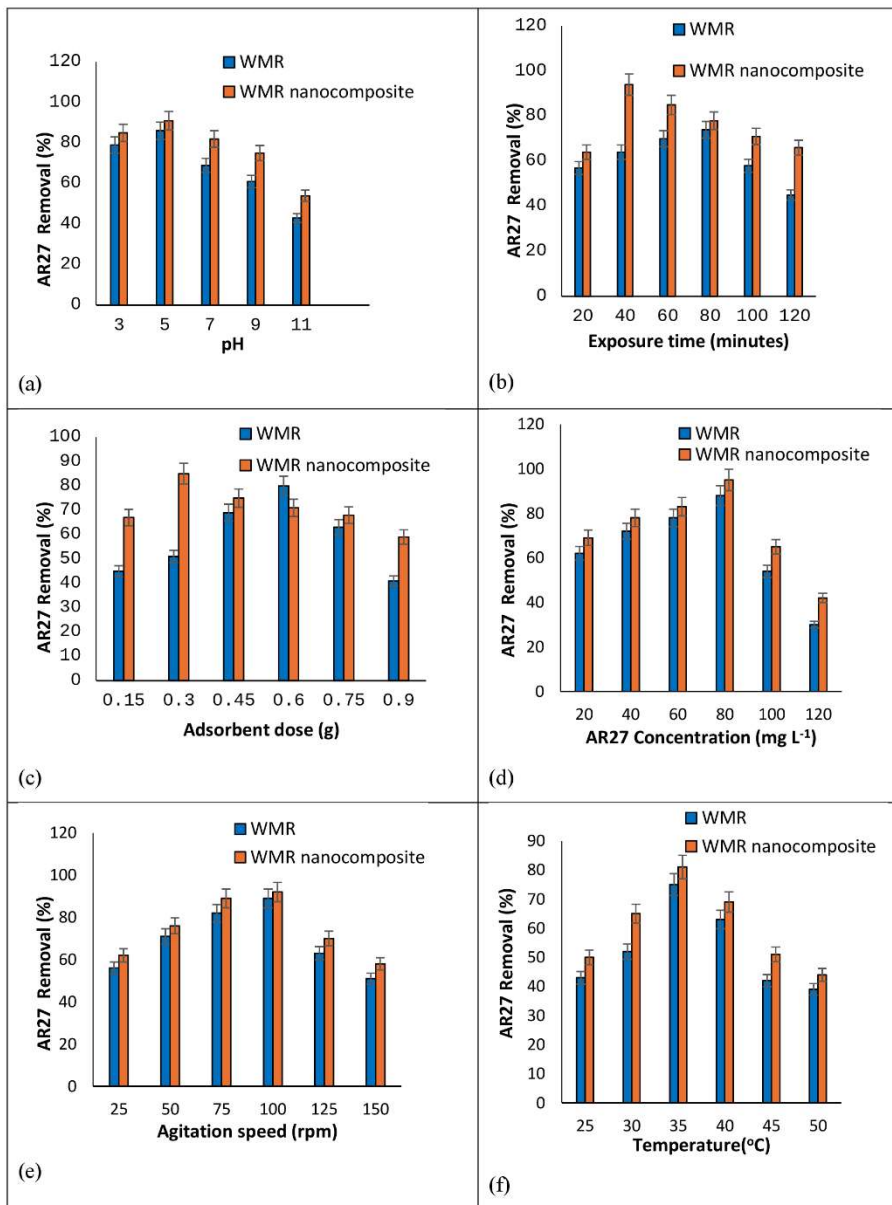 WMR
WMR nanocomposite
120
100
80
60
40
20
0
AR27 Removal (%)
3 5 7 9 11
pH
(a)
WMR
WMR nanocomposite
120
100
80
60
40
20
0
AR27 Removal (%)
20 40 60 80 100 120
Exposure time (minutes)
(b)
WMR
WMR nanocomposite
100
90
80
70
60
50
40
30
20
10
0
AR27 Removal (%)
0.15 0.3 0.45 0.6 0.75 0.9
Adsorbent dose (g)
(c)
WMR
WMR nanocomposite
120
100
80
60
40
20
0
AR27 Removal (%)
20 40 60 80 100 120
AR27 Concentration (mg L-1)
(d)
WMR
WMR nanocomposite
120
100
80
60
40
20
0
AR27 Removal (%)
25 50 75 100 125 150
Agitation speed (rpm)
(e)
WMR
WMR nanocomposite
90
80
70
60
50
40
30
20
10
0
AR27 Removal (%)
25 30 35 40 45 50
Temperature(oC)
(f)